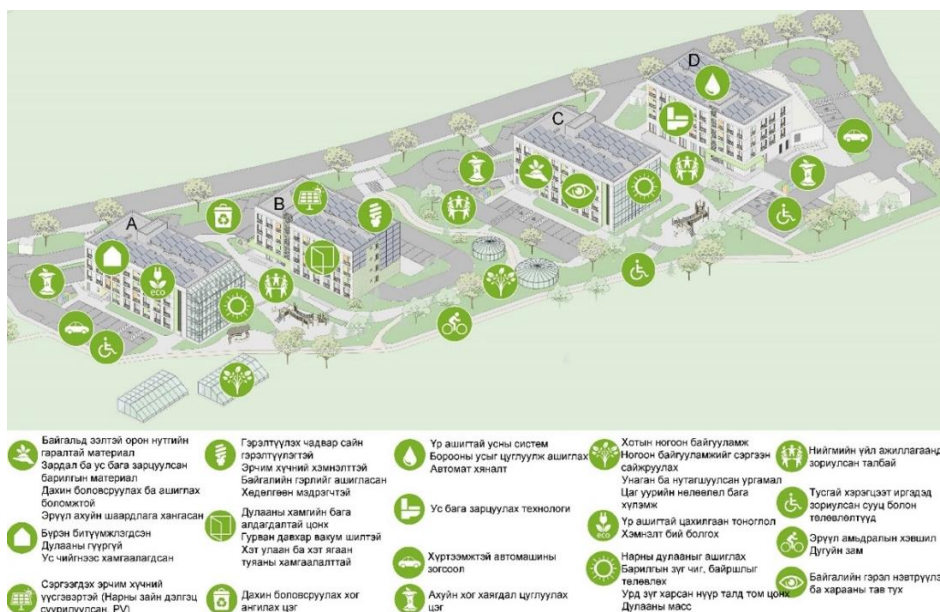 A
B
C
D
eco
Байгальд ээлтэй орон нутгийн
гаралтай материал
Зардал ба ус бага зарцуулсан
барилгын материал
Дахин боловсруулах ба ашиглах
боломжтой
Эрүүл ахуйн шаардлага хангасан
Бүрэн битүүмжлэгдсэн
Дулааны гүүргүй
Ус чийгнээс хамгаалагдсан
Сэргээгдэх эрчим хүчний
үүсгэвэртэй (Нарны зайн дэлгэц
суурилуулсан, PV)
Гэрэлтүүлэх чадвар сайн
гэрэлтүүлэгтэй
Эрчим хүчний хэмнэлттэй
Байгалийн гэрлийг ашигласан
Хөдөлгөөн мэдрэгчтэй
Дулааны хамгийн бага
алдагдалтай цонх
Гурван давхар вакум шилтэй
Хэт улаан ба хэт ягаан
туяаны хамгаалалттай
Дахин боловсруулах хог
ангилах цэг
Үр ашигтай усны систем
Борооны усыг цуглуулж ашиглах
Автомат хяналт
Ус бага зарцуулах технологи
Хүртээмжтэй автомашины
зогсоол
Ахуйн хог хаягдал цуглуулах
цэг
Хотын ногоон байгууламж
Ногоон байгууламжийг сэргээн
сайжруулах
Унаган ба нутагшуулсан ургамал
Цаг уурийн нөлөөлөл бага
хүлэмж
eco
Үр ашигтай цахилгаан тоноглол
Хэмнэлт бий болгох
Нарны дулааныг ашиглах
Барилгын зүг чиг, байршлыг
төлөвлөх
Урд зүг харсан нүүр талд том цонх
Дулааны масс
Нийгмийн үйл ажиллагаанд
зориулсан талбай
Тусгай хэрэгцээт иргэдэд
зориулсан сууц болон
төлөвлөлтүүд
Эрүүл амьдралын хэвшил
Дугуйн зам
Байгалийн гэрэл нэвтрүүлэх
ба харааны тав тух